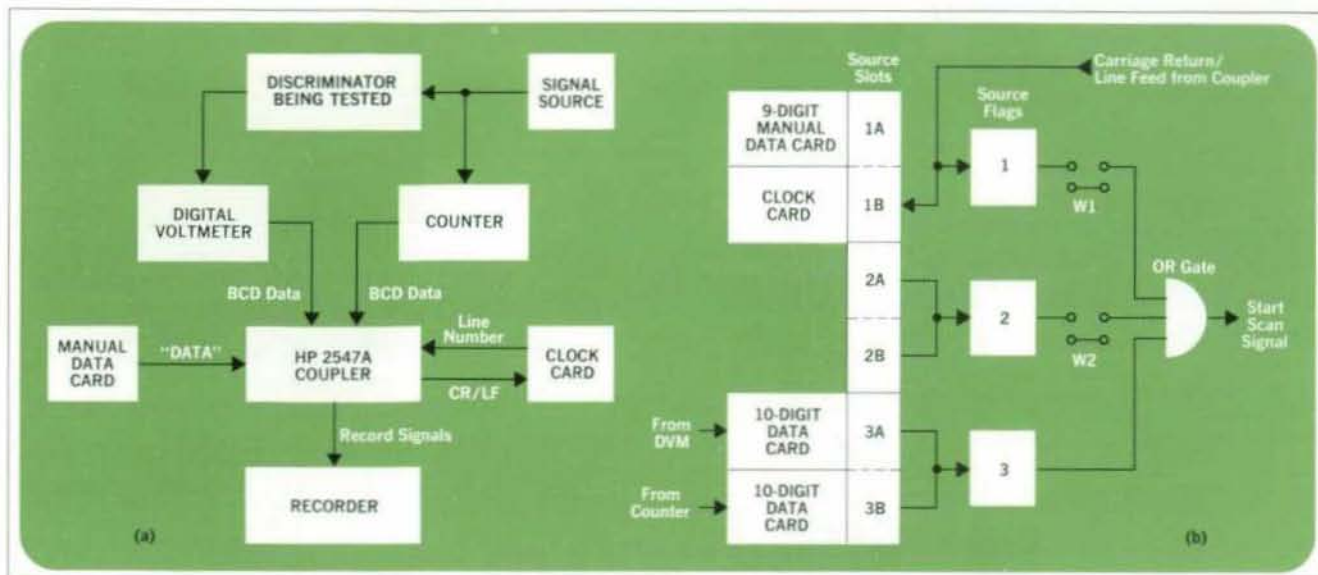 DISCRIMINATOR
BEING TESTED
SIGNAL
SOURCE
DIGITAL
VOLTMETER
COUNTER
BCD Data
BCD Data
MANUAL
DATA
CARD
"DATA"
HP 2547A
COUPLER
Line
Number
CR/LF
CLOCK
CARD
Record Signals
RECORDER
(a)
Source
Slots
Carriage Return/
Line Feed from Coupler
Source
Flags
9-DIGIT
MANUAL
DATA CARD
1A
CLOCK
CARD
1B
1
W1
2A
2B
2
W2
OR Gate
Start
Scan
Signal
From
DVM
10-DIGIT
DATA
CARD
3A
3
From
Counter
10-DIGIT
DATA
CARD
3B
(b)